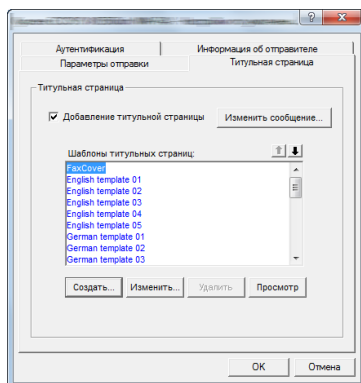 Аутентификация
Информация об отправителе
Параметры отправки
Титульная страница
Титульная страница
Добавление титульной страницы
Изменить сообщение...
Шаблоны титульных страниц:
FaxCover
English template 01
English template 02
English template 03
English template 04
English template 05
German template 01
German template 02
German template 03
Создать...
Изменить...
Удалить
Просмотр
OK
Отмена